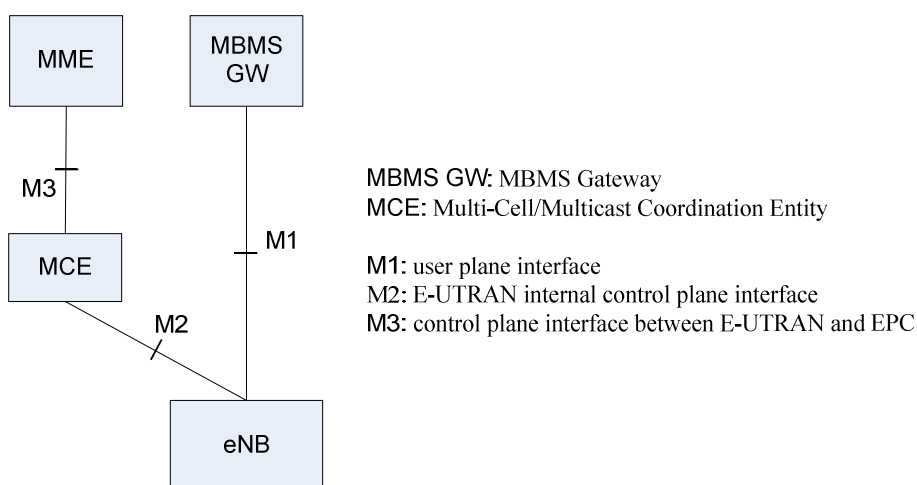 MME
MBMS
GW
M3
M1
MCE
M2
eNB
MBMS GW: MBMS Gateway
MCE: Multi-Cell/Multicast Coordination Entity
M1: user plane interface
M2: E-UTRAN internal control plane interface
M3: control plane interface between E-UTRAN and EPC